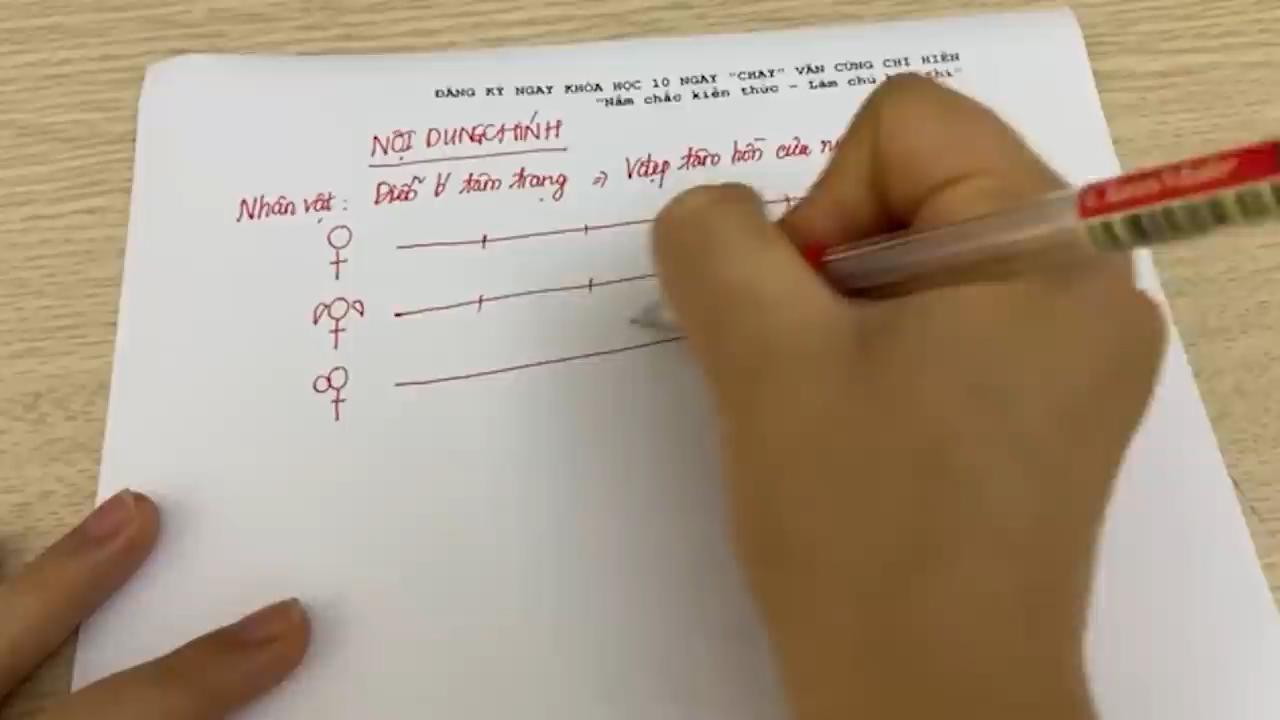 ĐĂNG KÝ NGAY KHÓA HỌC 10 NGÀY "CHẠY" VĂN CÙNG CHỊ HIÊN
"Nắm chắc kiến thức - Làm chủ
NỘI DUNG CHÍNH
Nhân vật: Diễn b' tâm trạng => Vđẹp tâm hồn của